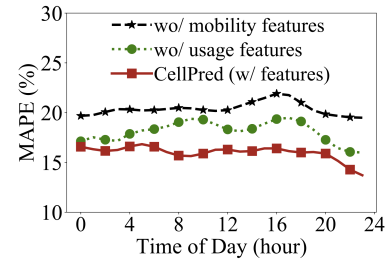 30
25
20
15
10
MAPE (%)
wo/ mobility features
wo/ usage features
CellPred (w/ features)
0 4 8 12 16 20 24
Time of Day (hour)